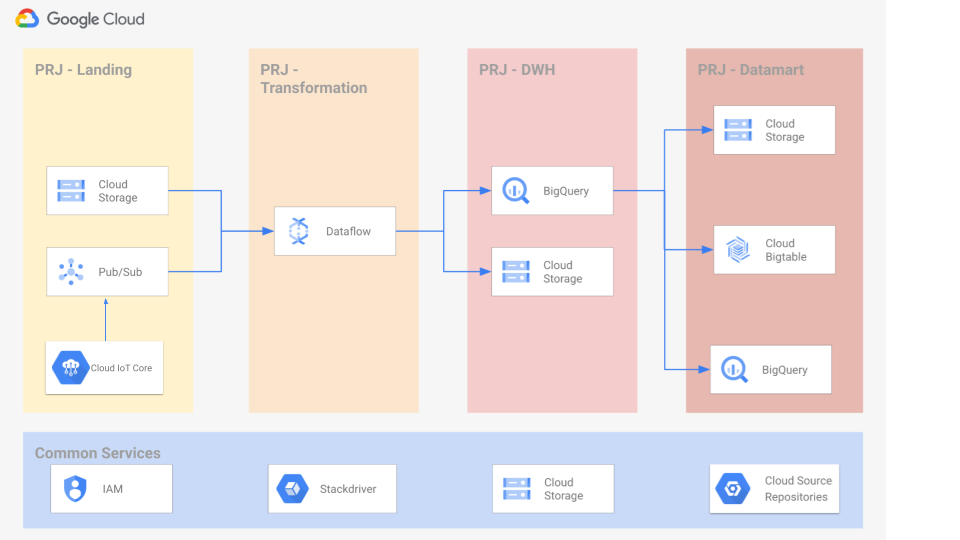 Google Cloud
PRJ - Landing
Cloud
Storage
Pub/Sub
Cloud IoT Core
PRJ -
Transformation
Dataflow
PRJ - DWH
BigQuery
Cloud
Storage
PRJ - Datamart
Cloud
Storage
Cloud
Bigtable
BigQuery
Common Services
IAM
Stackdriver
Cloud
Storage
Cloud Source
Repositories